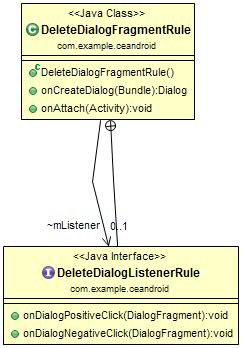 <<Java Class>>
C DeleteDialogFragmentRule
com.example.ceandroid
C DeleteDialogFragmentRule()
onCreateDialog(Bundle):Dialog
onAttach(Activity):void
~mListener 0..1
<<Java Interface>>
I DeleteDialogListenerRule
com.example.ceandroid
onDialogPositiveClick(DialogFragment):void
onDialogNegativeClick(DialogFragment):void